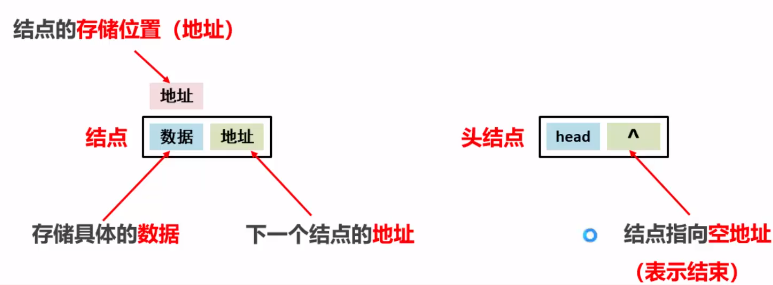 结点的存储位置（地址）
地址
结点
数据 地址
头结点
head ^
存储具体的数据
下一个结点的地址
结点指向空地址
（表示结束）